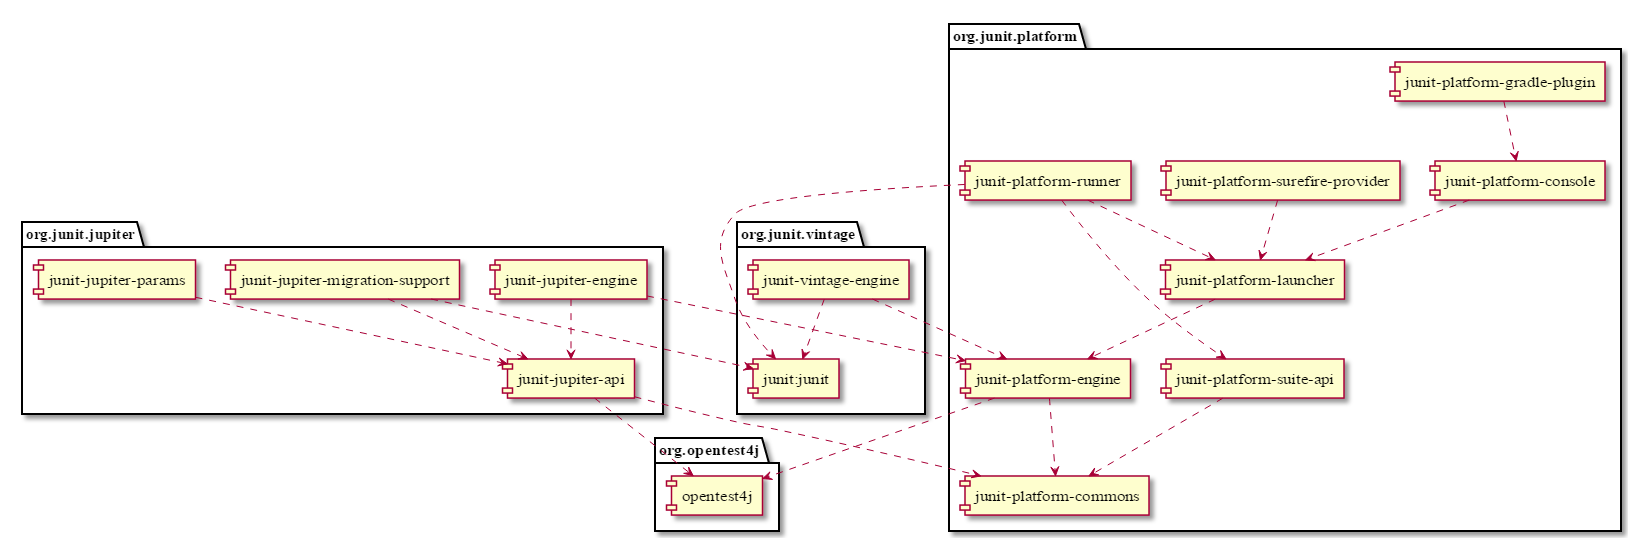 org.junit.platform
junit-platform-gradle-plugin
junit-platform-runner
junit-platform-surefire-provider
junit-platform-console
org.junit.jupiter
org.junit.vintage
junit-jupiter-params
junit-jupiter-migration-support
junit-jupiter-engine
junit-vintage-engine
junit-platform-launcher
junit-jupiter-api
junit:junit
junit-platform-engine
junit-platform-suite-api
org.opentest4j
opentest4j
junit-platform-commons